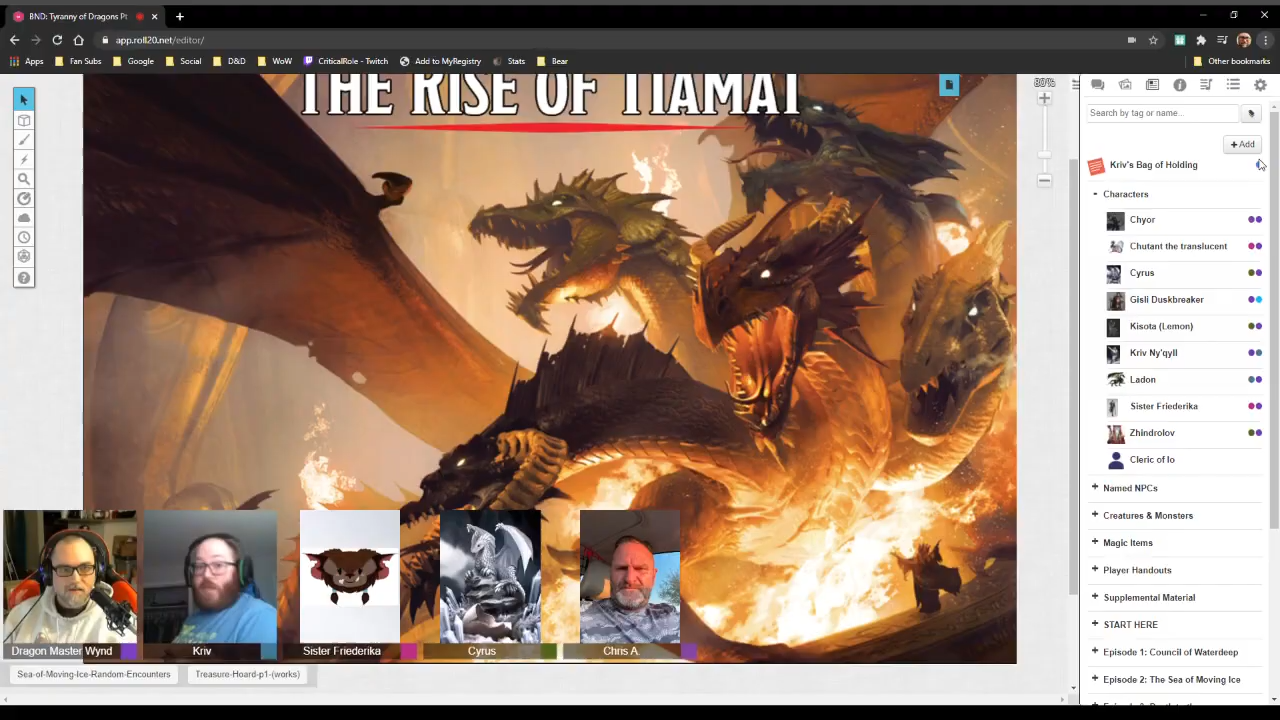 BND: Tyranny of Dragons Pt
app.roll20.net/editor/
Apps
Fan Subs
Google
Social
D&D
WoW
CriticalRole - Twitch
Add to MyRegistry
Stats
Bear
Other bookmarks
THE RISE OF TIAMAT
80%
Search by tag or name...
+ Add
Kriv's Bag of Holding
Characters
Chyor
Chutant the translucent
Cyrus
Gisli Duskbreaker
Kisota (Lemon)
Kriv Ny'qyll
Ladon
Sister Friederika
Zhindrolov
Cleric of Io
Named NPCs
Creatures & Monsters
Magic Items
Player Handouts
Supplemental Material
START HERE
Episode 1: Council of Waterdeep
Episode 2: The Sea of Moving Ice
Dragon Master Wynd
Kriv
Sister Friederika
Cyrus
Chris A.
Sea-of-Moving-Ice-Random-Encounters
Treasure-Hoard-p1-(works)